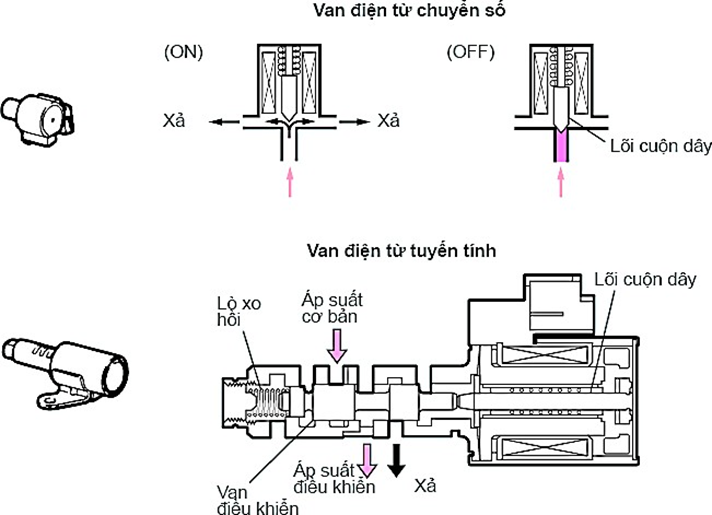 Van điện từ chuyển số
(ON)
(OFF)
Xả
Xả
Lõi cuộn dây
Van điện từ tuyến tính
Lõi cuộn dây
Lò xo
hồi
Áp suất
cơ bản
Áp suất
điều khiển
Xả
Van
điều khiển